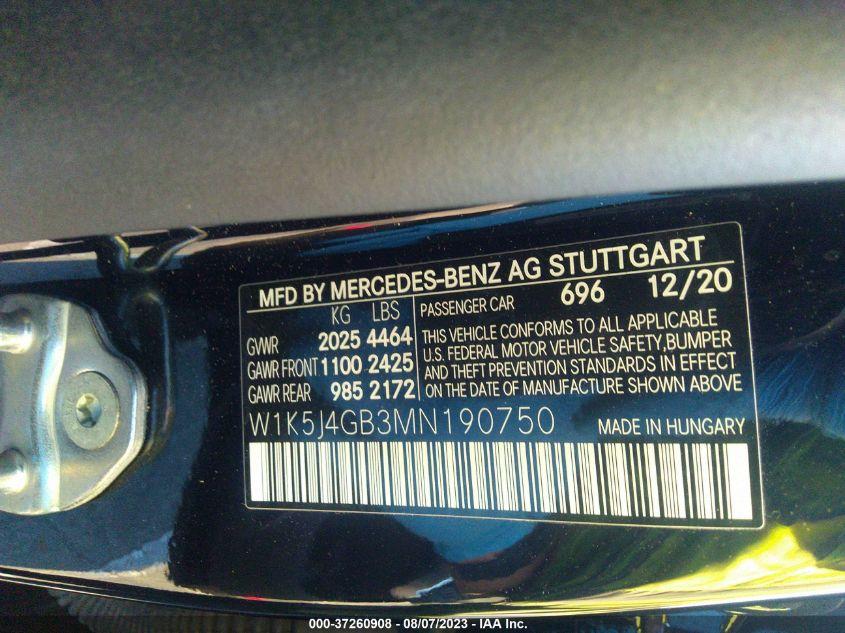 MFD BY MERCEDES-BENZ AG STUTTGART
KG LBS
GVWR 2025 4464
GAWR FRONT 1100 2425
GAWR REAR 985 2172
PASSENGER CAR 696 12/20
THIS VEHICLE CONFORMS TO ALL APPLICABLE
U.S. FEDERAL MOTOR VEHICLE SAFETY,BUMPER
AND THEFT PREVENTION STANDARDS IN EFFECT
ON THE DATE OF MANUFACTURE SHOWN ABOVE
W1K5J4GB3MN190750 MADE IN HUNGARY
000-37260908 - 08/07/2023 - IAA Inc.